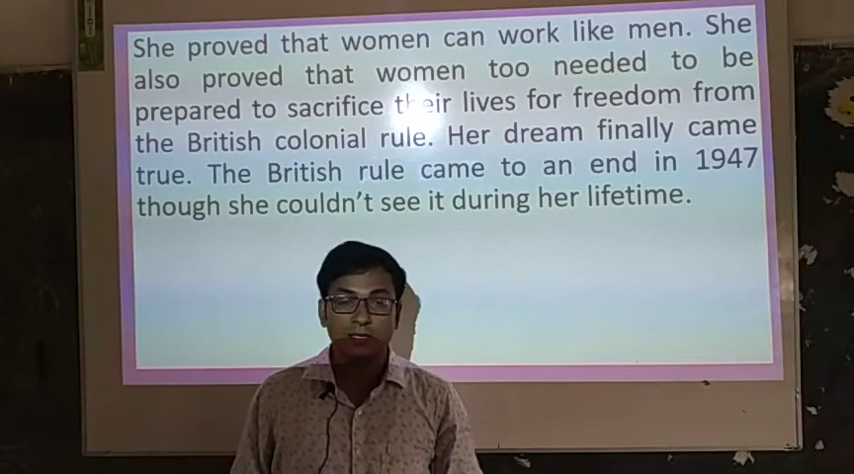 She proved that women can work like men. She
also proved that women too needed to be
prepared to sacrifice their lives for freedom from
the British colonial rule. Her dream finally came
true. The British rule came to an end in 1947
though she couldn't see it during her lifetime.